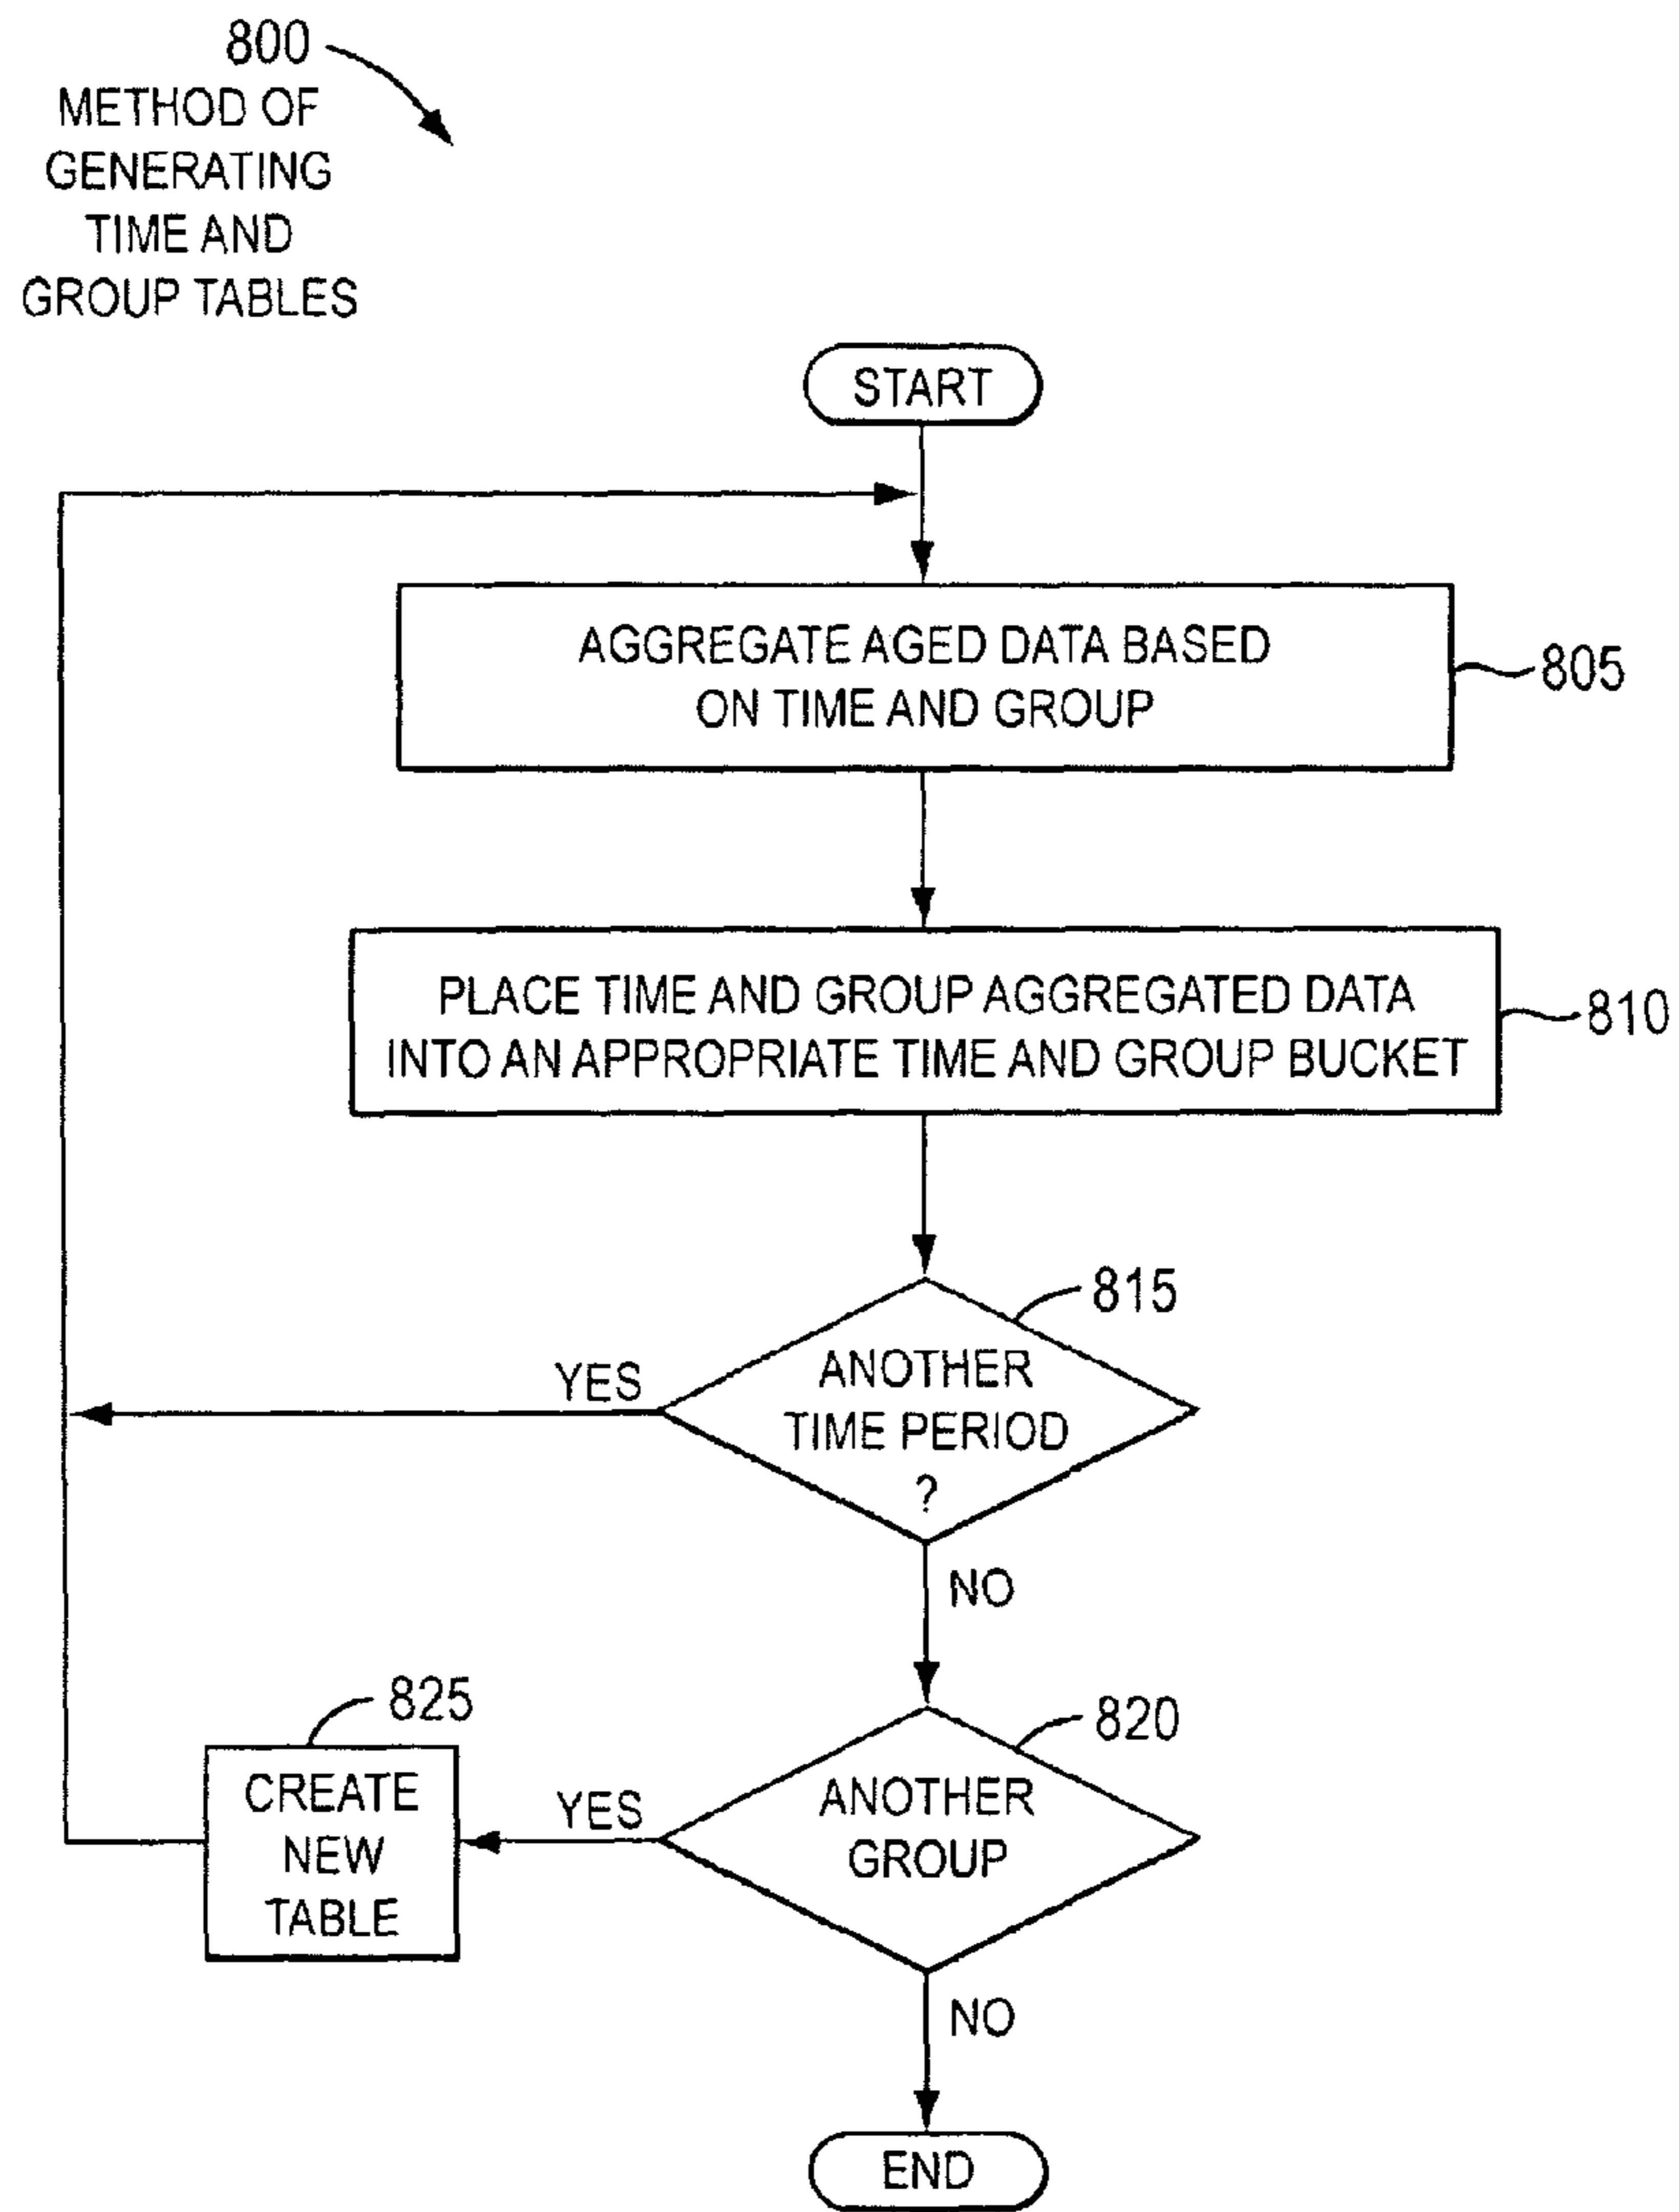 800
METHOD OF
GENERATING
TIME AND
GROUP TABLES
START
AGGREGATE AGED DATA BASED
ON TIME AND GROUP
805
PLACE TIME AND GROUP AGGREGATED DATA
INTO AN APPROPRIATE TIME AND GROUP BUCKET
810
815
ANOTHER
TIME PERIOD
?
YES
NO
820
ANOTHER
GROUP
YES
825
CREATE
NEW
TABLE
NO
END